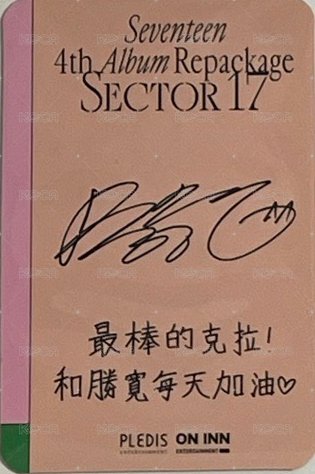 Seventeen
4th Album Repackage
SECTOR 17
最棒的克拉!
和勝寬每天加油♡
PLEDIS ON INN
ENTERTAINMENT